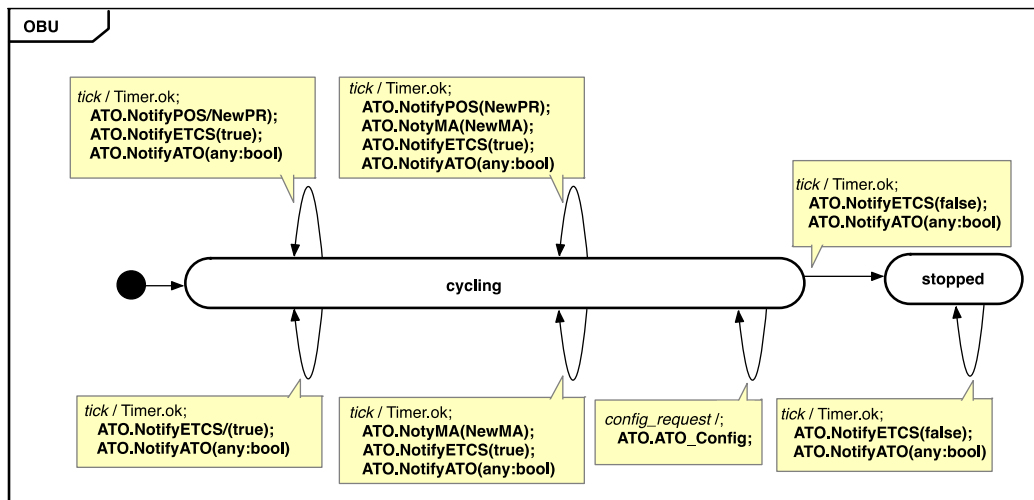 OBU
tick / Timer.ok;
ATO.NotifyPOS/NewPR);
ATO.NotifyETCS(true);
ATO.NotifyATO(any:bool)
tick / Timer.ok;
ATO.NotifyPOS(NewPR);
ATO.NotyMA(NewMA);
ATO.NotifyETCS(true);
ATO.NotifyATO(any:bool)
tick / Timer.ok;
ATO.NotifyETCS(false);
ATO.NotifyATO(any:bool)
cycling
stopped
tick / Timer.ok;
ATO.NotifyETCS/(true);
ATO.NotifyATO(any:bool)
tick / Timer.ok;
ATO.NotyMA(NewMA);
ATO.NotifyETCS(true);
ATO.NotifyATO(any:bool)
config_request /;
ATO.ATO_Config;
tick / Timer.ok;
ATO.NotifyETCS(false);
ATO.NotifyATO(any:bool)